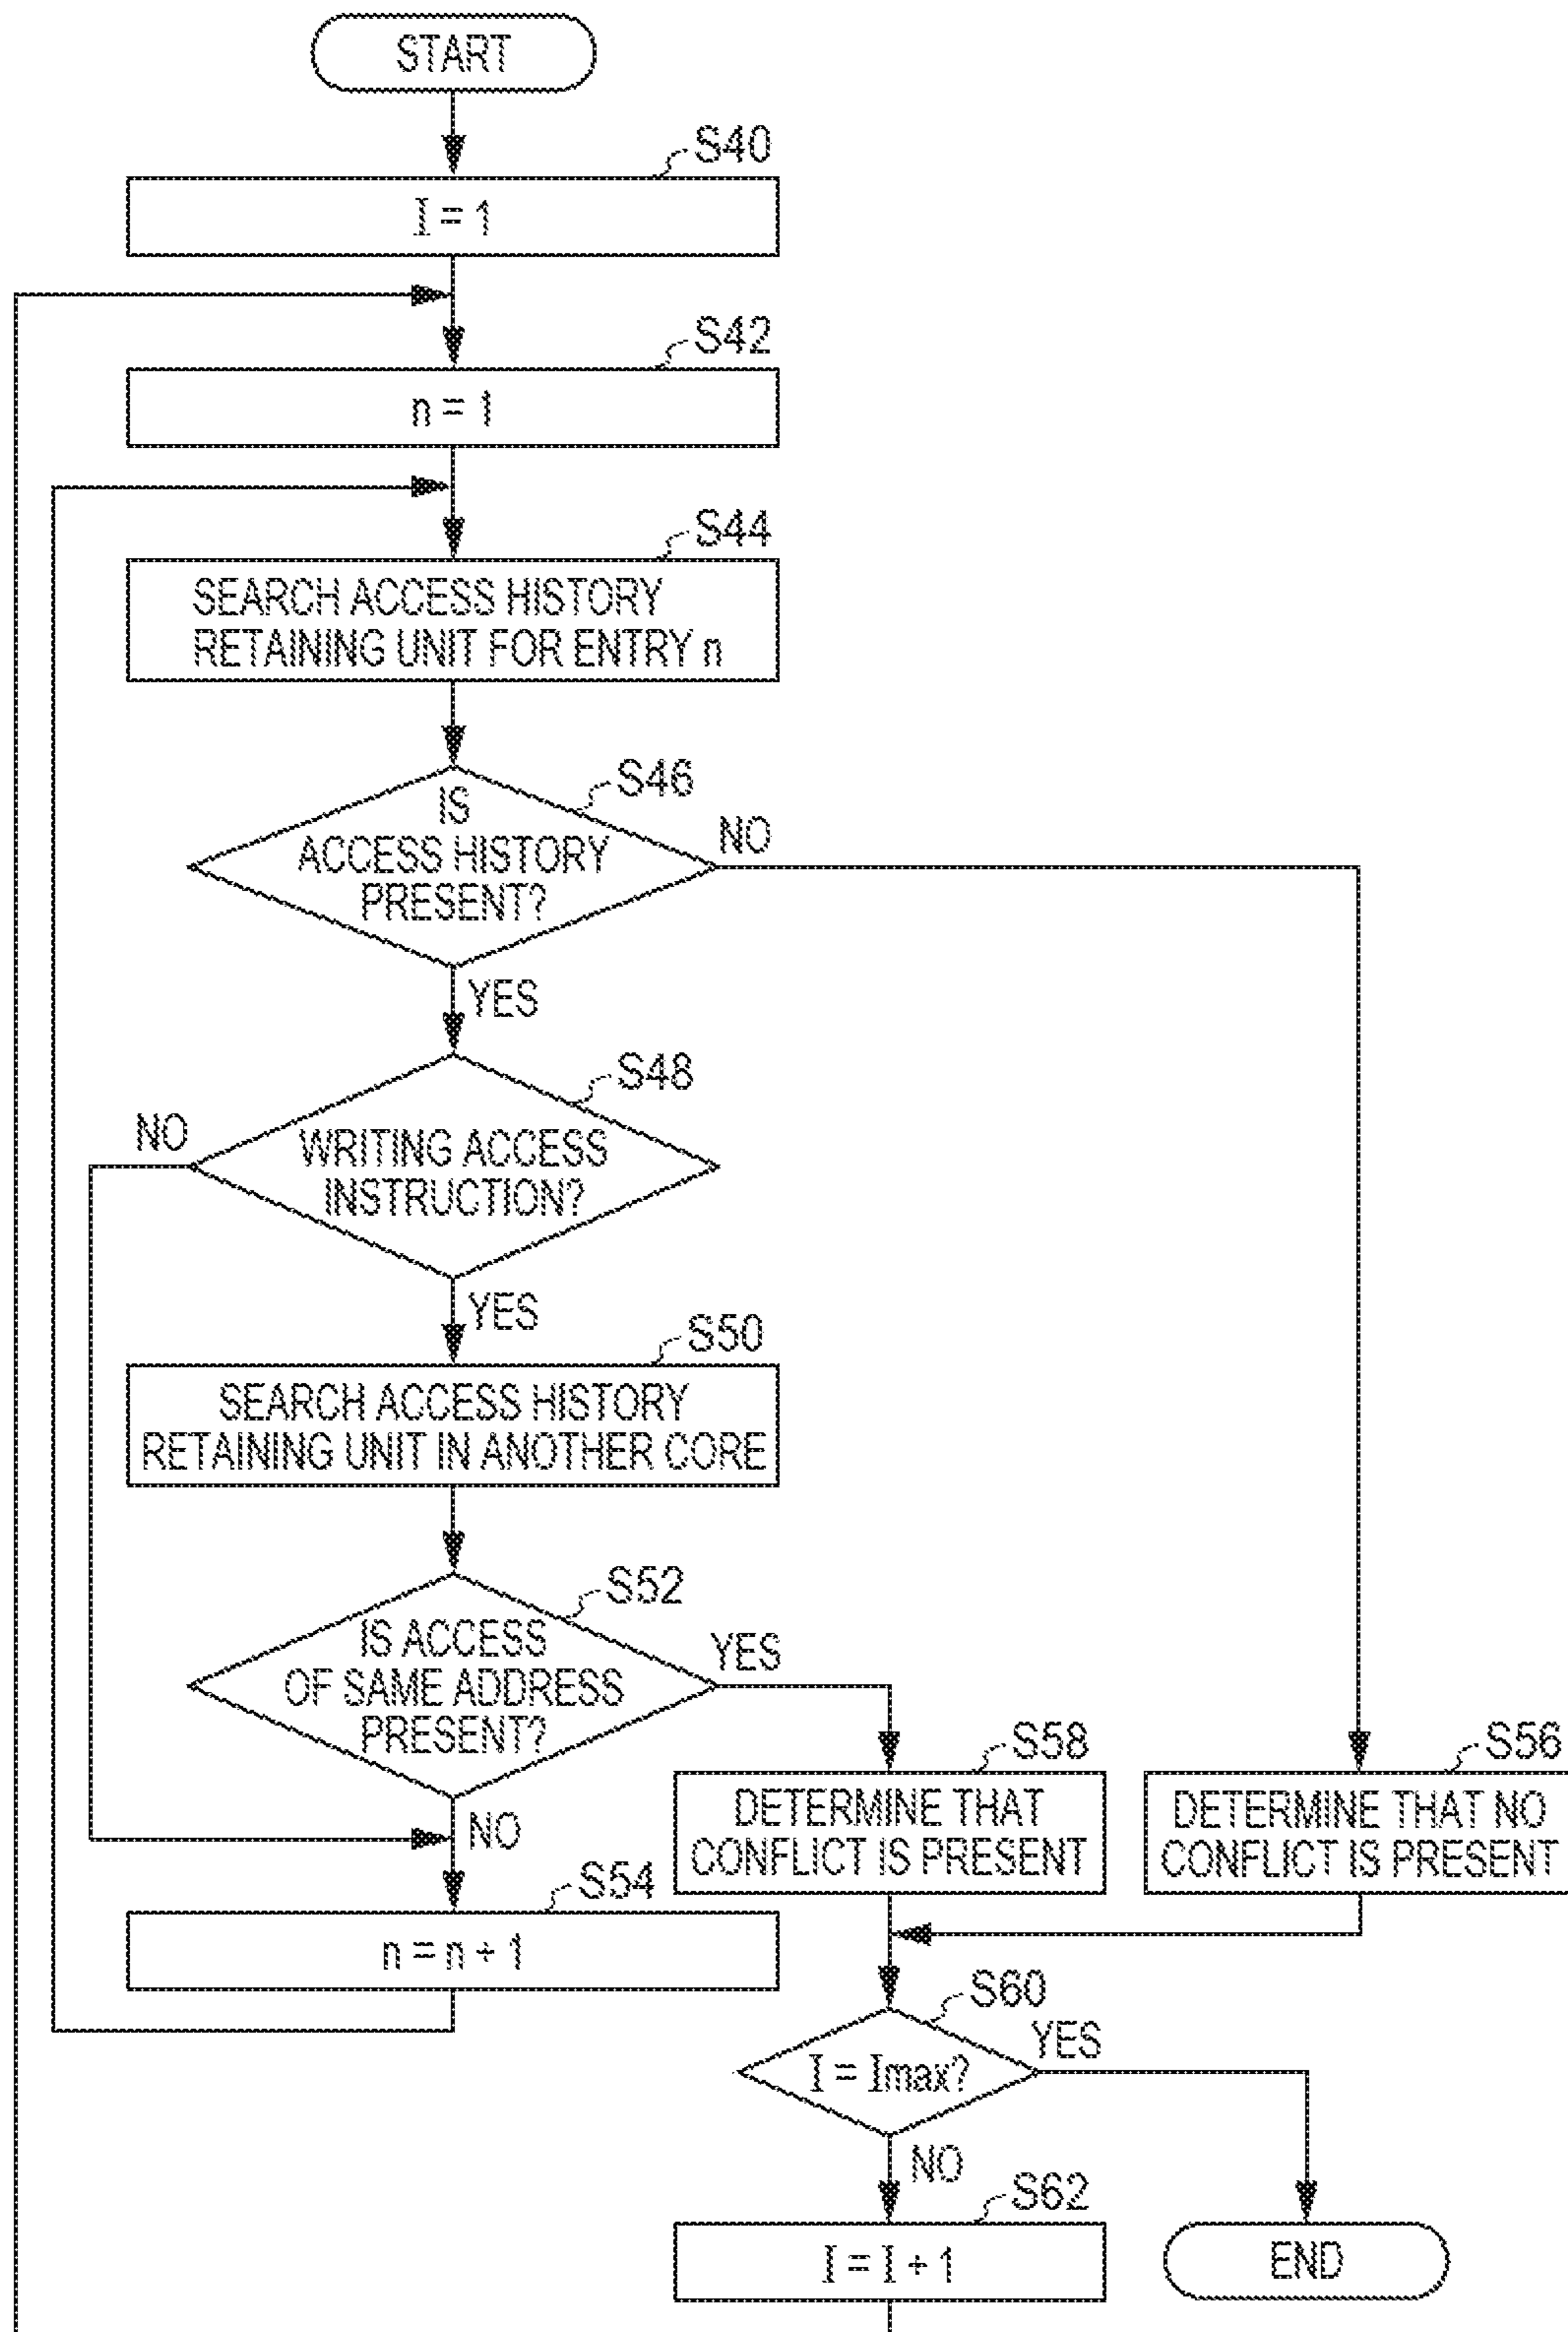 START
S40
I = 1
S42
n = 1
S44
SEARCH ACCESS HISTORY
RETAINING UNIT FOR ENTRY n
S46
IS
ACCESS HISTORY
PRESENT?
NO
YES
S48
NO
WRITING ACCESS
INSTRUCTION?
YES
S50
SEARCH ACCESS HISTORY
RETAINING UNIT IN ANOTHER CORE
S52
IS ACCESS
OF SAME ADDRESS
PRESENT?
YES
NO
S58
DETERMINE THAT
CONFLICT IS PRESENT
S56
DETERMINE THAT NO
CONFLICT IS PRESENT
S54
n = n + 1
S60
I = Imax?
YES
NO
S62
I = I + 1
END